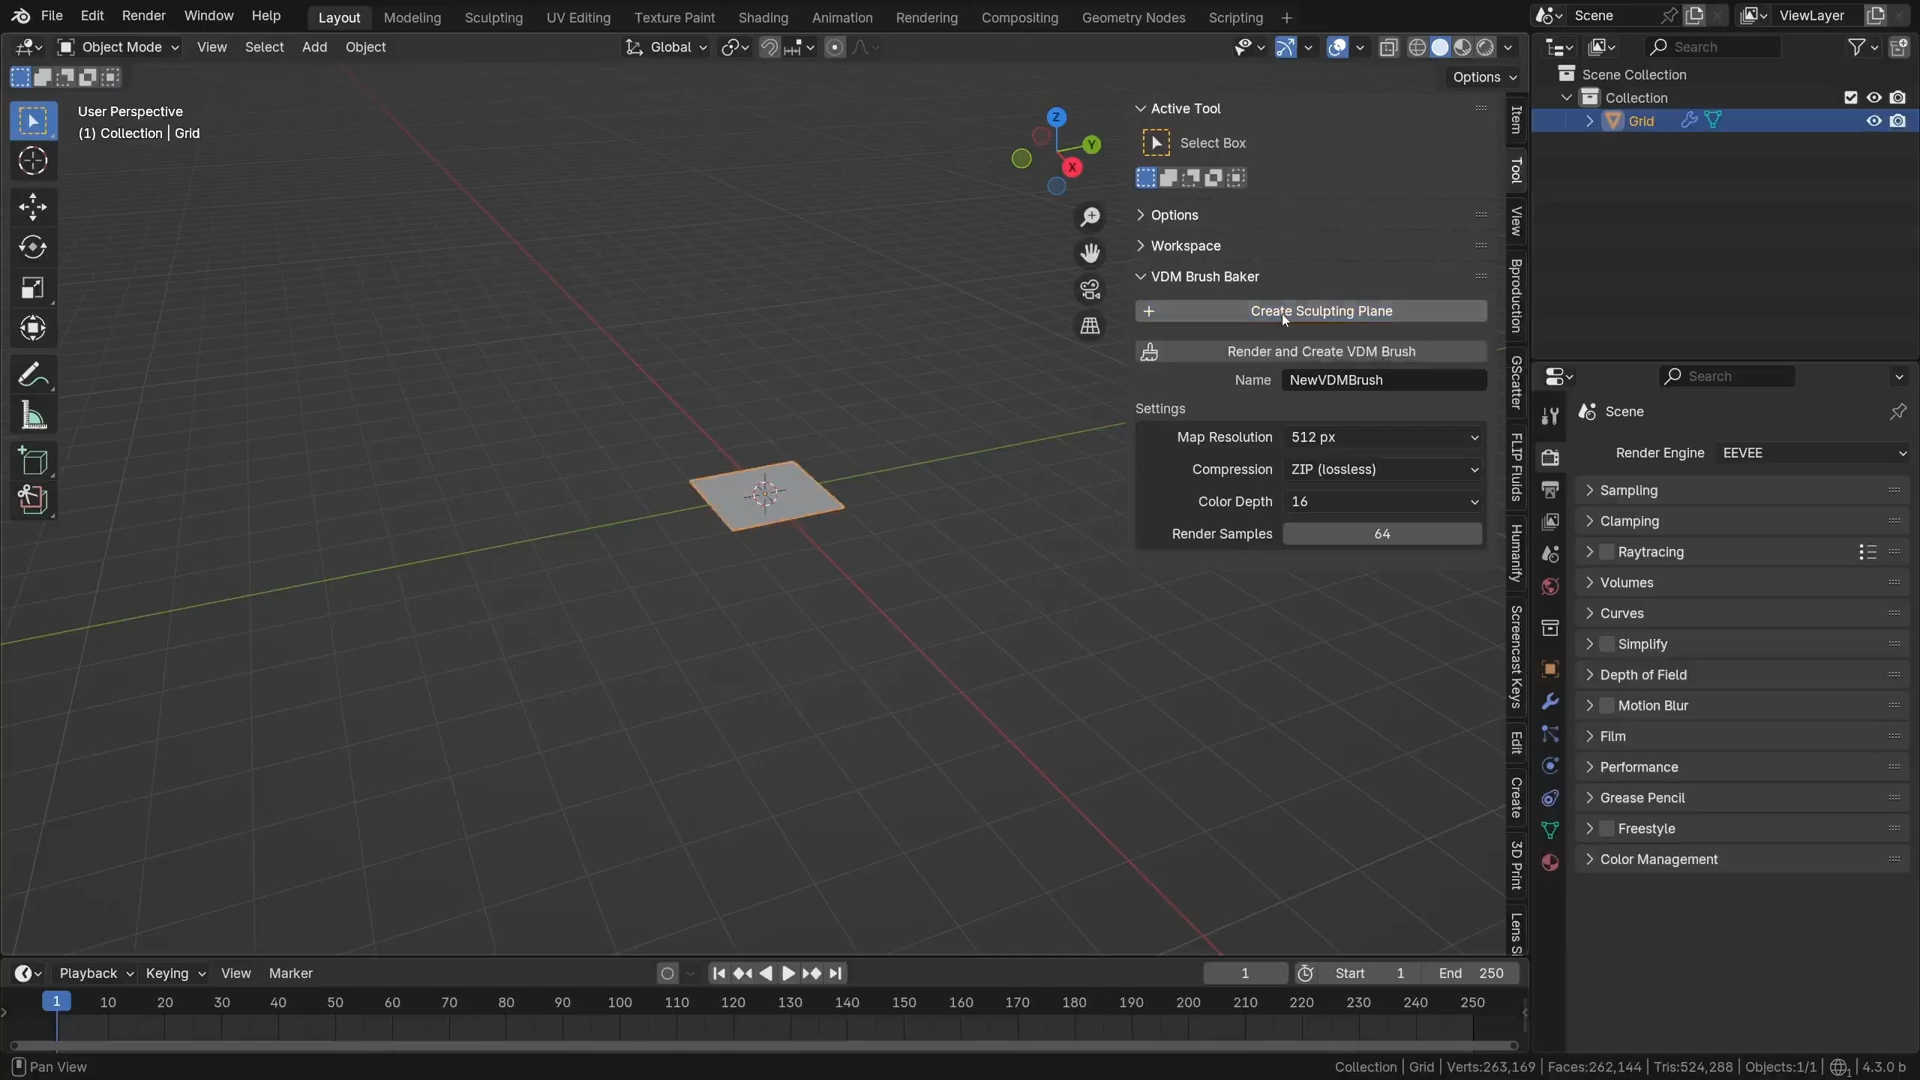 File Edit Render Window Help Layout Modeling Sculpting UV Editing Texture Paint Shading Animation Rendering Compositing Geometry Nodes Scripting + Scene ViewLayer
Object Mode View Select Add Object Global Search
Options
User Perspective
(1) Collection | Grid
Z
Y
X
Active Tool
Select Box
Options
Workspace
VDM Brush Baker
Create Sculpting Plane
Render and Create VDM Brush
Name NewVDMBrush
Settings
Map Resolution 512 px
Compression ZIP (lossless)
Color Depth 16
Render Samples 64
Item
Tool
View
Bproduction
GScatter
FLIP Fluids
Humanify
Screencast Keys
Edit
Create
3D Print
Lens S
Scene Collection
Collection
Grid
Search
Scene
Render Engine EEVEE
Sampling
Clamping
Raytracing
Volumes
Curves
Simplify
Depth of Field
Motion Blur
Film
Performance
Grease Pencil
Freestyle
Color Management
Playback Keying View Marker 1 Start 1 End 250
1 10 20 30 40 50 60 70 80 90 100 110 120 130 140 150 160 170 180 190 200 210 220 230 240 250
Pan View Collection | Grid | Verts:263,169 | Faces:262,144 | Tris:524,288 | Objects:1/1 | 4.3.0 b